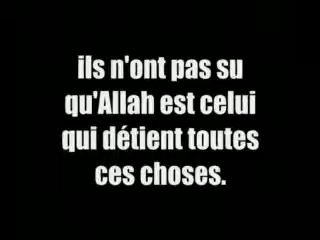 ils n'ont pas su
qu'Allah est celui
qui détient toutes
ces choses.